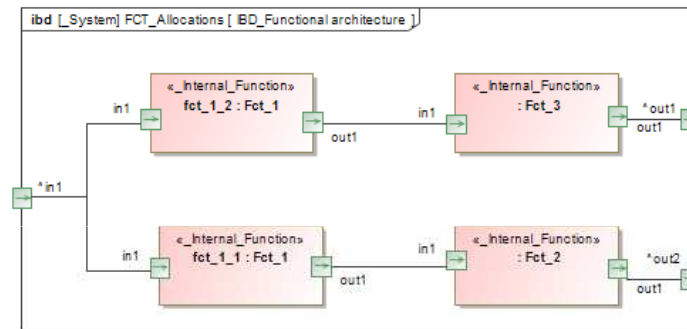 ibd [_System] FCT_Allocations [ IBD_Functional architecture ]
«_Internal_Function»
fct_1_2 : Fct_1
in1
out1
«_Internal_Function»
: Fct_3
in1
^out1
out1
^in1
«_Internal_Function»
fct_1_1 : Fct_1
in1
out1
«_Internal_Function»
: Fct_2
in1
^out2
out1